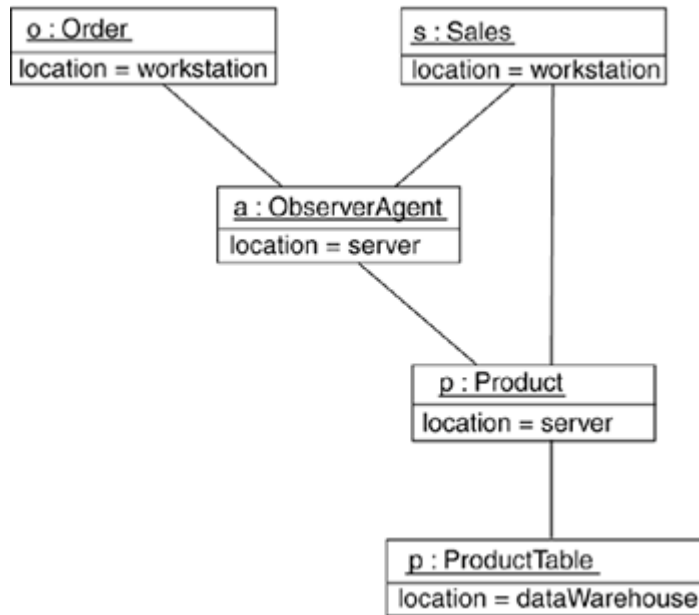 o : Order
location = workstation
s : Sales
location = workstation
a : ObserverAgent
location = server
p : Product
location = server
p : ProductTable
location = dataWarehouse